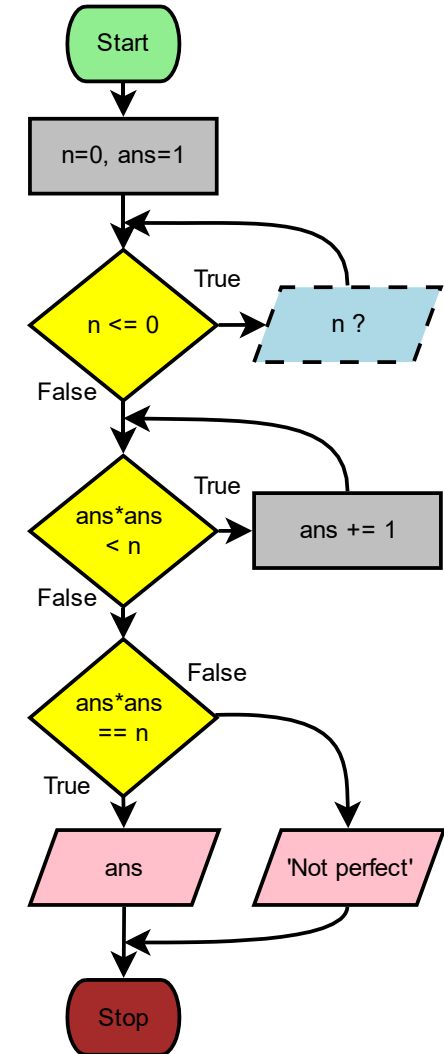 Start
n=0, ans=1
True
n <= 0
n ?
False
True
ans*ans
< n
ans += 1
False
False
ans*ans
== n
True
ans
'Not perfect'
Stop